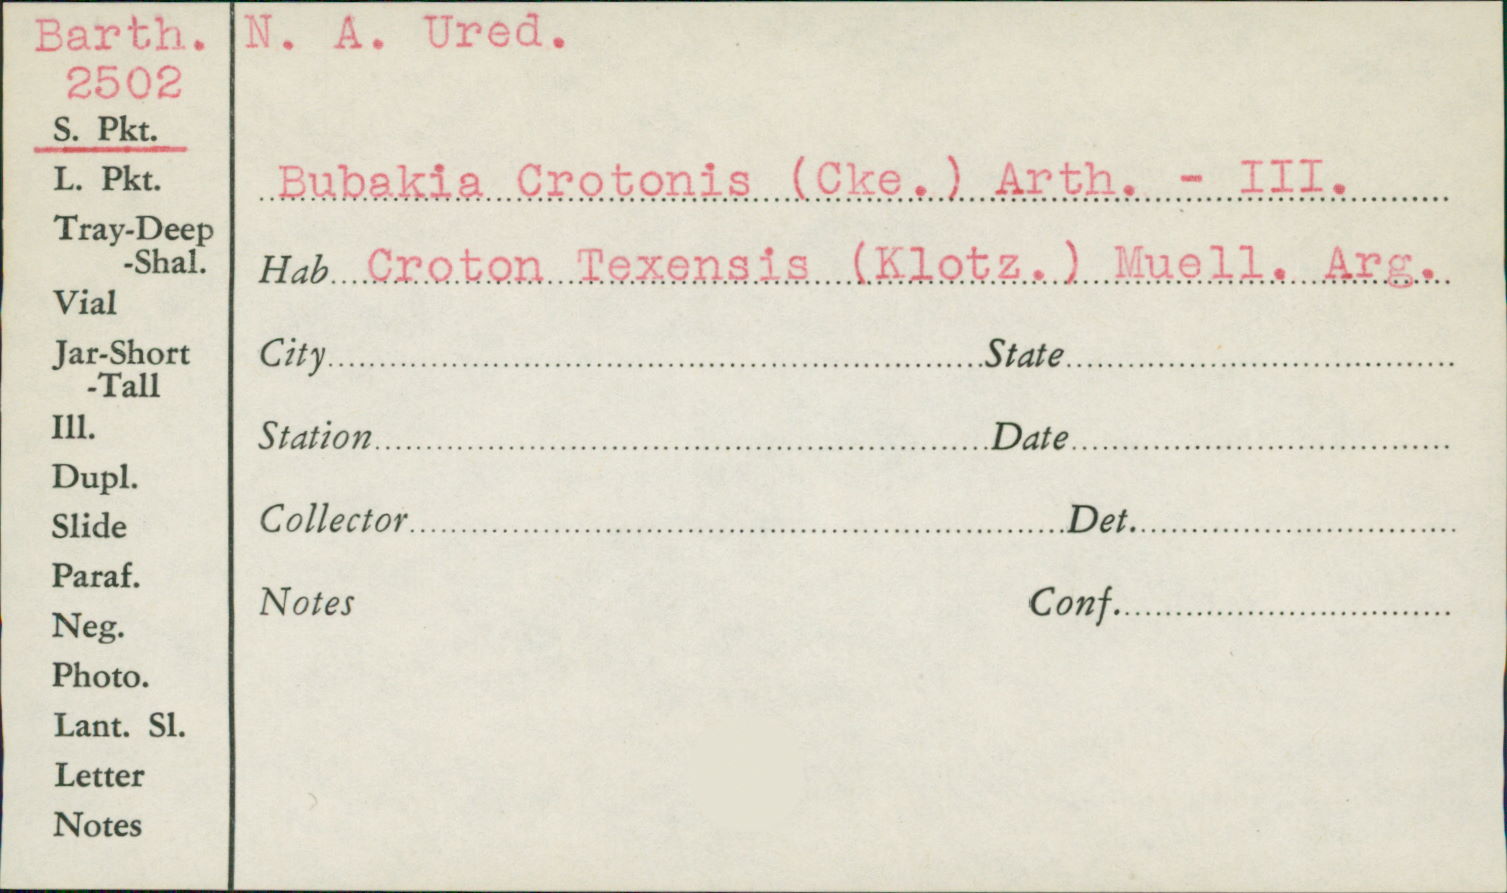 Barth.
2502
S. Pkt.
L. Pkt.
Tray-Deep
-Shal.
Vial
Jar-Short
-Tall
Ill.
Dupl.
Slide
Paraf.
Neg.
Photo.
Lant. Sl.
Letter
Notes
N. A. Ured.
Bubakia Crotonis (Cke.) Arth. - III.
Hab. Croton Texensis (Klotz.) Muell. Arg.
City State
Station Date
Collector Det.
Notes Conf.